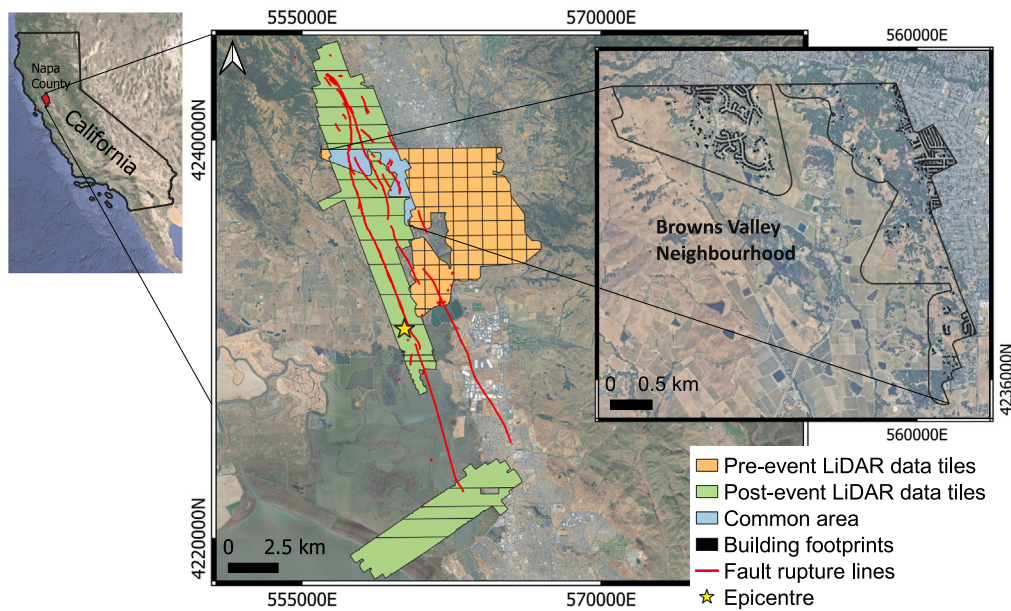 Napa
County
California
555000E
570000E
4240000N
4220000N
0
2.5 km
555000E
570000E
560000E
Browns Valley
Neighbourhood
0
0.5 km
4236000N
560000E
Pre-event LiDAR data tiles
Post-event LiDAR data tiles
Common area
Building footprints
Fault rupture lines
Epicentre